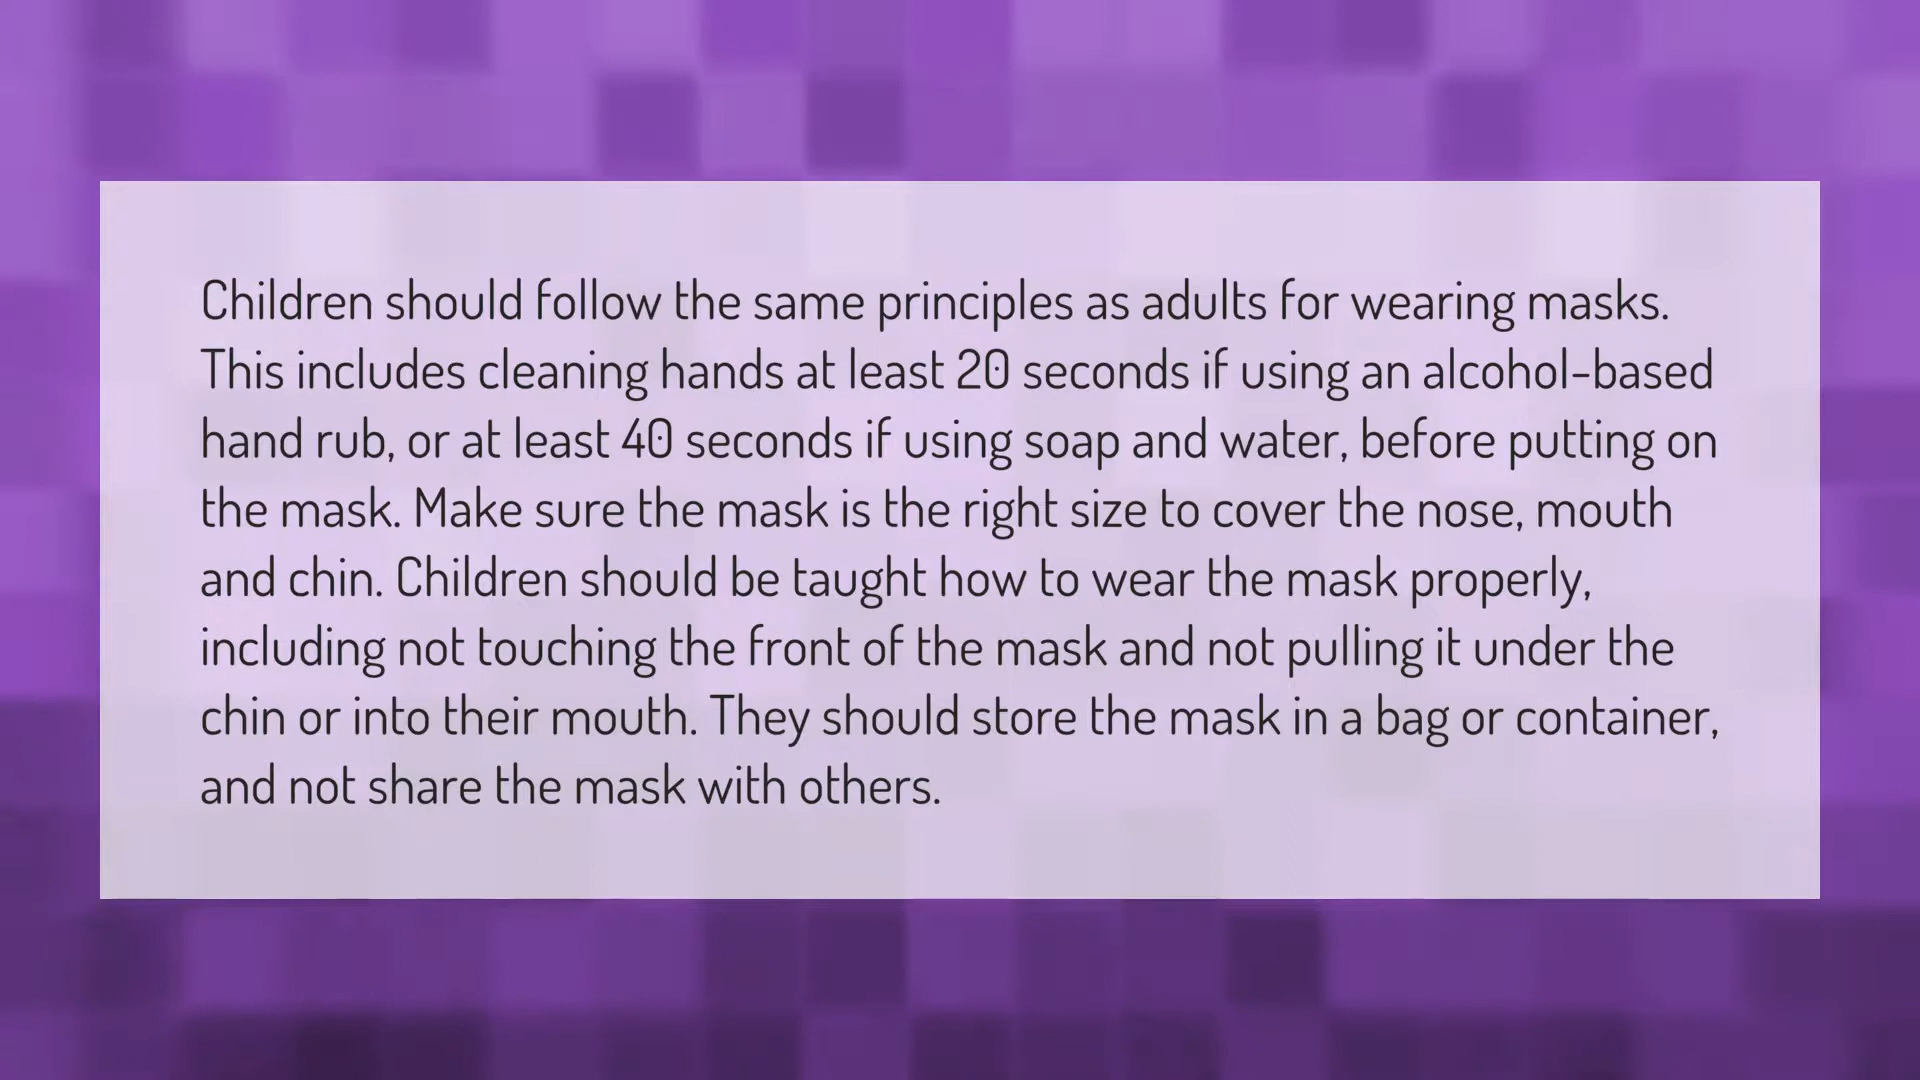 Children should follow the same principles as adults for wearing masks.
This includes cleaning hands at least 20 seconds if using an alcohol-based
hand rub, or at least 40 seconds if using soap and water, before putting on
the mask. Make sure the mask is the right size to cover the nose, mouth
and chin. Children should be taught how to wear the mask properly,
including not touching the front of the mask and not pulling it under the
chin or into their mouth. They should store the mask in a bag or container,
and not share the mask with others.